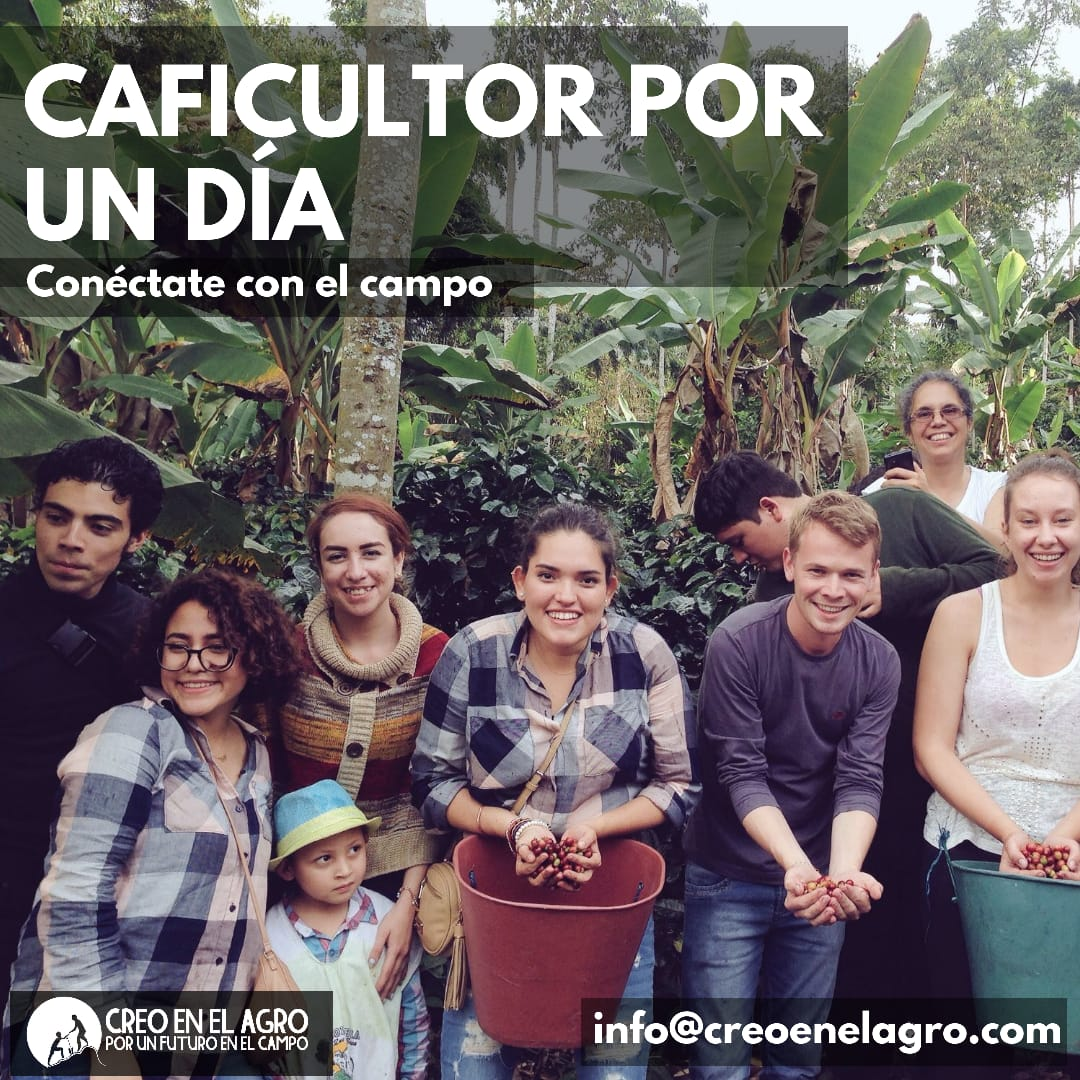 CAFICULTOR POR
UN DÍA
Conéctate con el campo
CREO EN EL AGRO
POR UN FUTURO EN EL CAMPO
info@creoenelagro.com